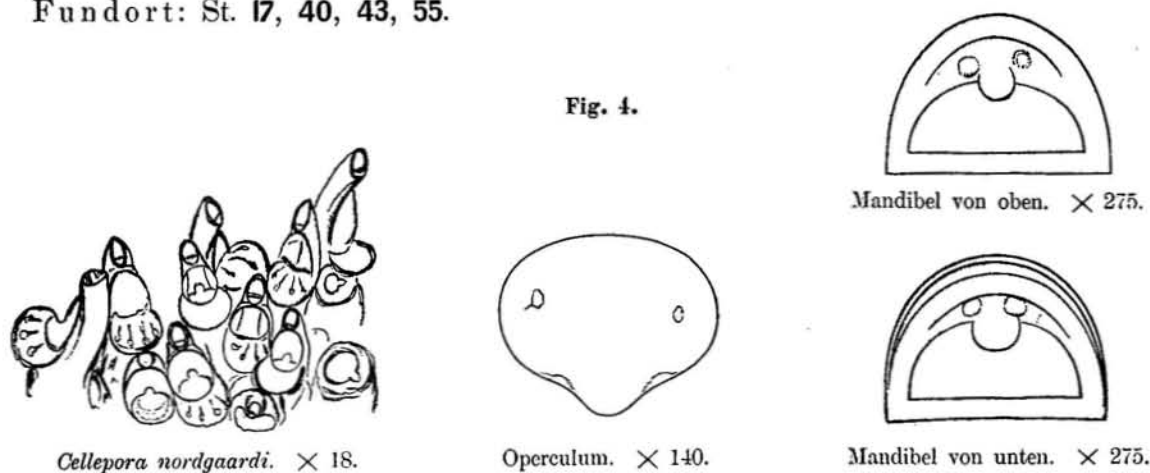 Fundort: St. 17, 40, 43, 55.
Fig. 4.
Mandibel von oben. × 275.
Cellepora nordgaardi. × 18.
Operculum. × 140.
Mandibel von unten. × 275.